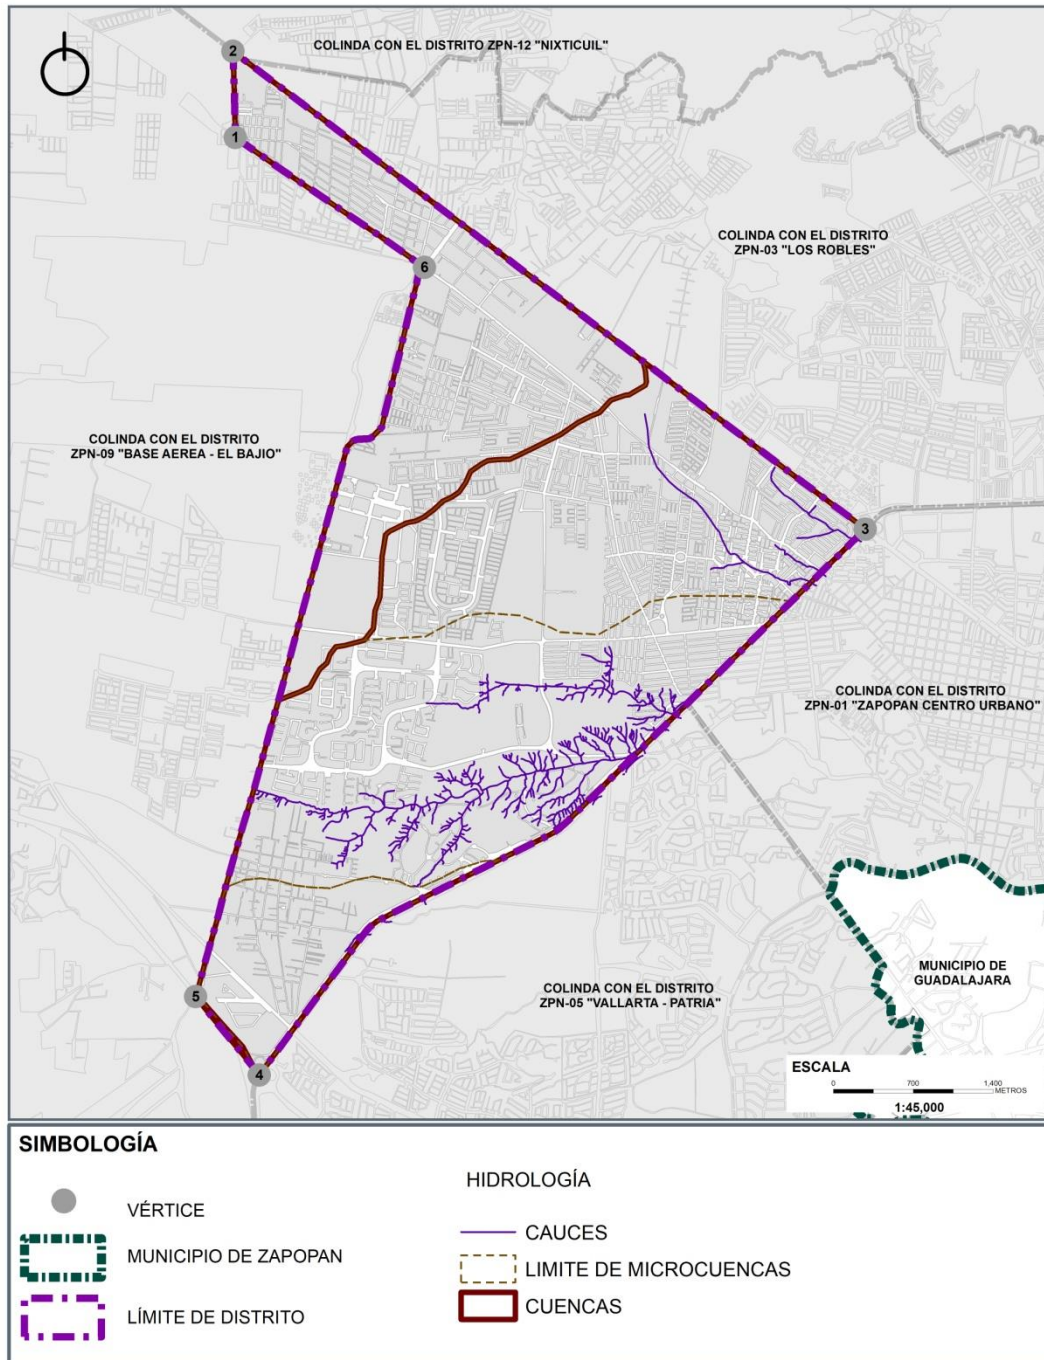 2
COLINDA CON EL DISTRITO ZPN-12 "NIXTICUIL"
1
COLINDA CON EL DISTRITO
ZPN-03 "LOS ROBLES"
6
COLINDA CON EL DISTRITO
ZPN-09 "BASE AEREA - EL BAJIO"
3
COLINDA CON EL DISTRITO
ZPN-01 "ZAPOPAN CENTRO URBANO"
MUNICIPIO DE
GUADALAJARA
5
COLINDA CON EL DISTRITO
ZPN-05 "VALLARTA - PATRIA"
4
ESCALA
0 700 1,400
METROS
1:45,000
SIMBOLOGÍA
VÉRTICE
MUNICIPIO DE ZAPOPAN
LÍMITE DE DISTRITO
HIDROLOGÍA
CAUCES
LIMITE DE MICROCUENCAS
CUENCAS